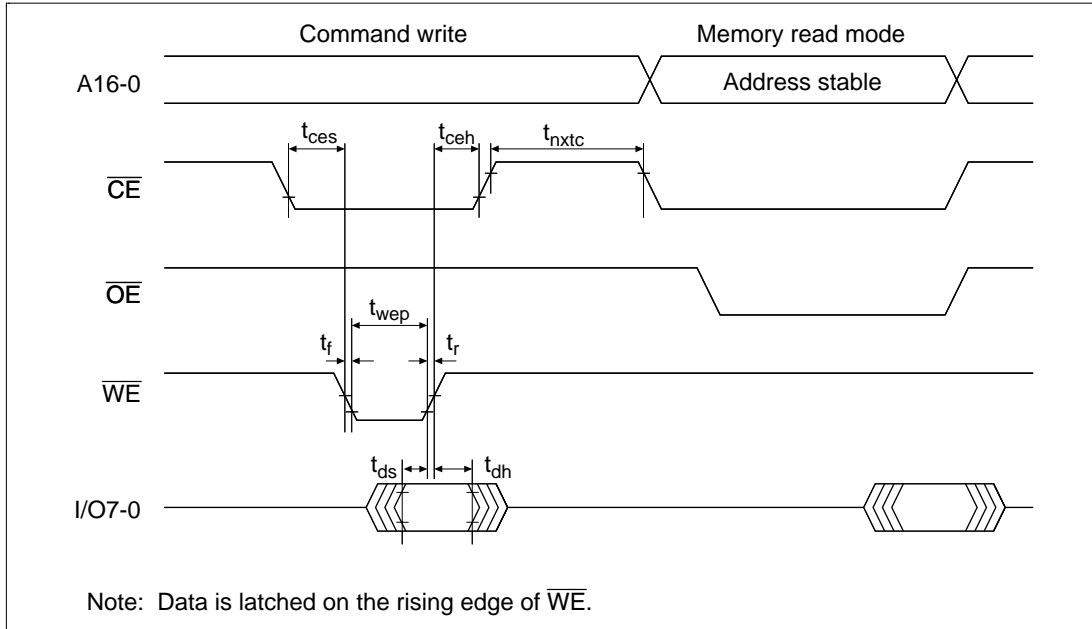 Command write Memory read mode
A16-0 Address stable
tces tceh tnxtc
CE
OE
twep
tf tr
WE
tds tdh
I/O7-0
Note: Data is latched on the rising edge of WE.